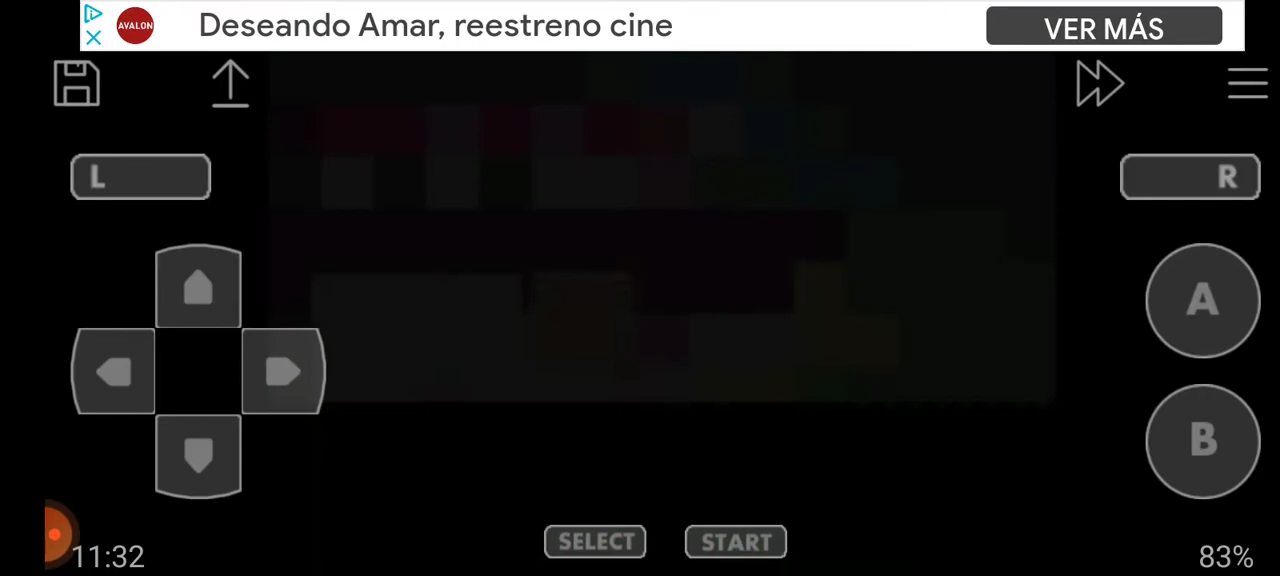 AVALON
Deseando Amar, reestreno cine
VER MÁS
L
R
A
B
SELECT
START
11:32
83%